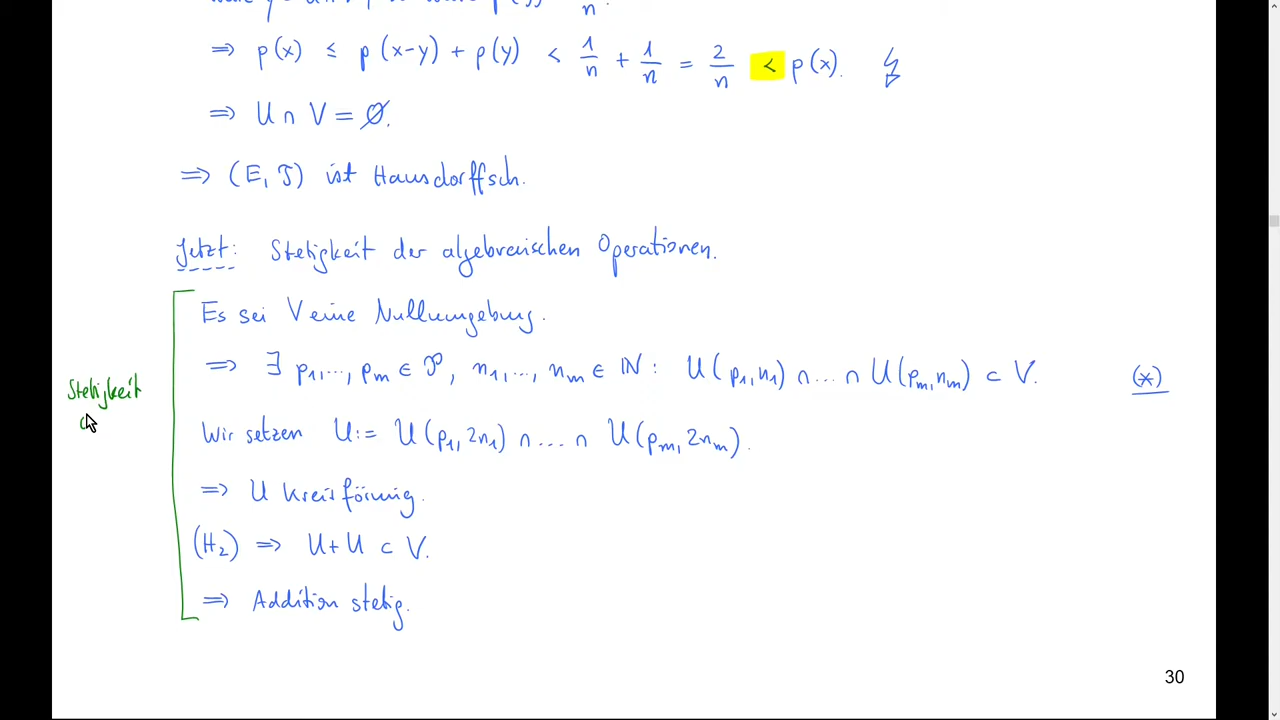 ⇒ p(x) ≤ p(x-y) + p(y) < 1/n + 1/n = 2/n < p(x). ↯
⇒ U ∩ V = ∅.
⇒ (E, 𝒯) ist Hausdorffsch.
Jetzt: Stetigkeit der algebraischen Operationen.
Es sei V eine Nullumgebung.
⇒ ∃ p₁,..., pₘ ∈ 𝒫, n₁,..., nₘ ∈ ℕ: U(p₁,n₁) ∩ ... ∩ U(pₘ,nₘ) ⊂ V. (*)
Stetigkeit
Wir setzen U := U(p₁, 2n₁) ∩ ... ∩ U(pₘ, 2nₘ).
⇒ U kreisförmig.
(H₂) ⇒ U+U ⊂ V.
⇒ Addition stetig.
30